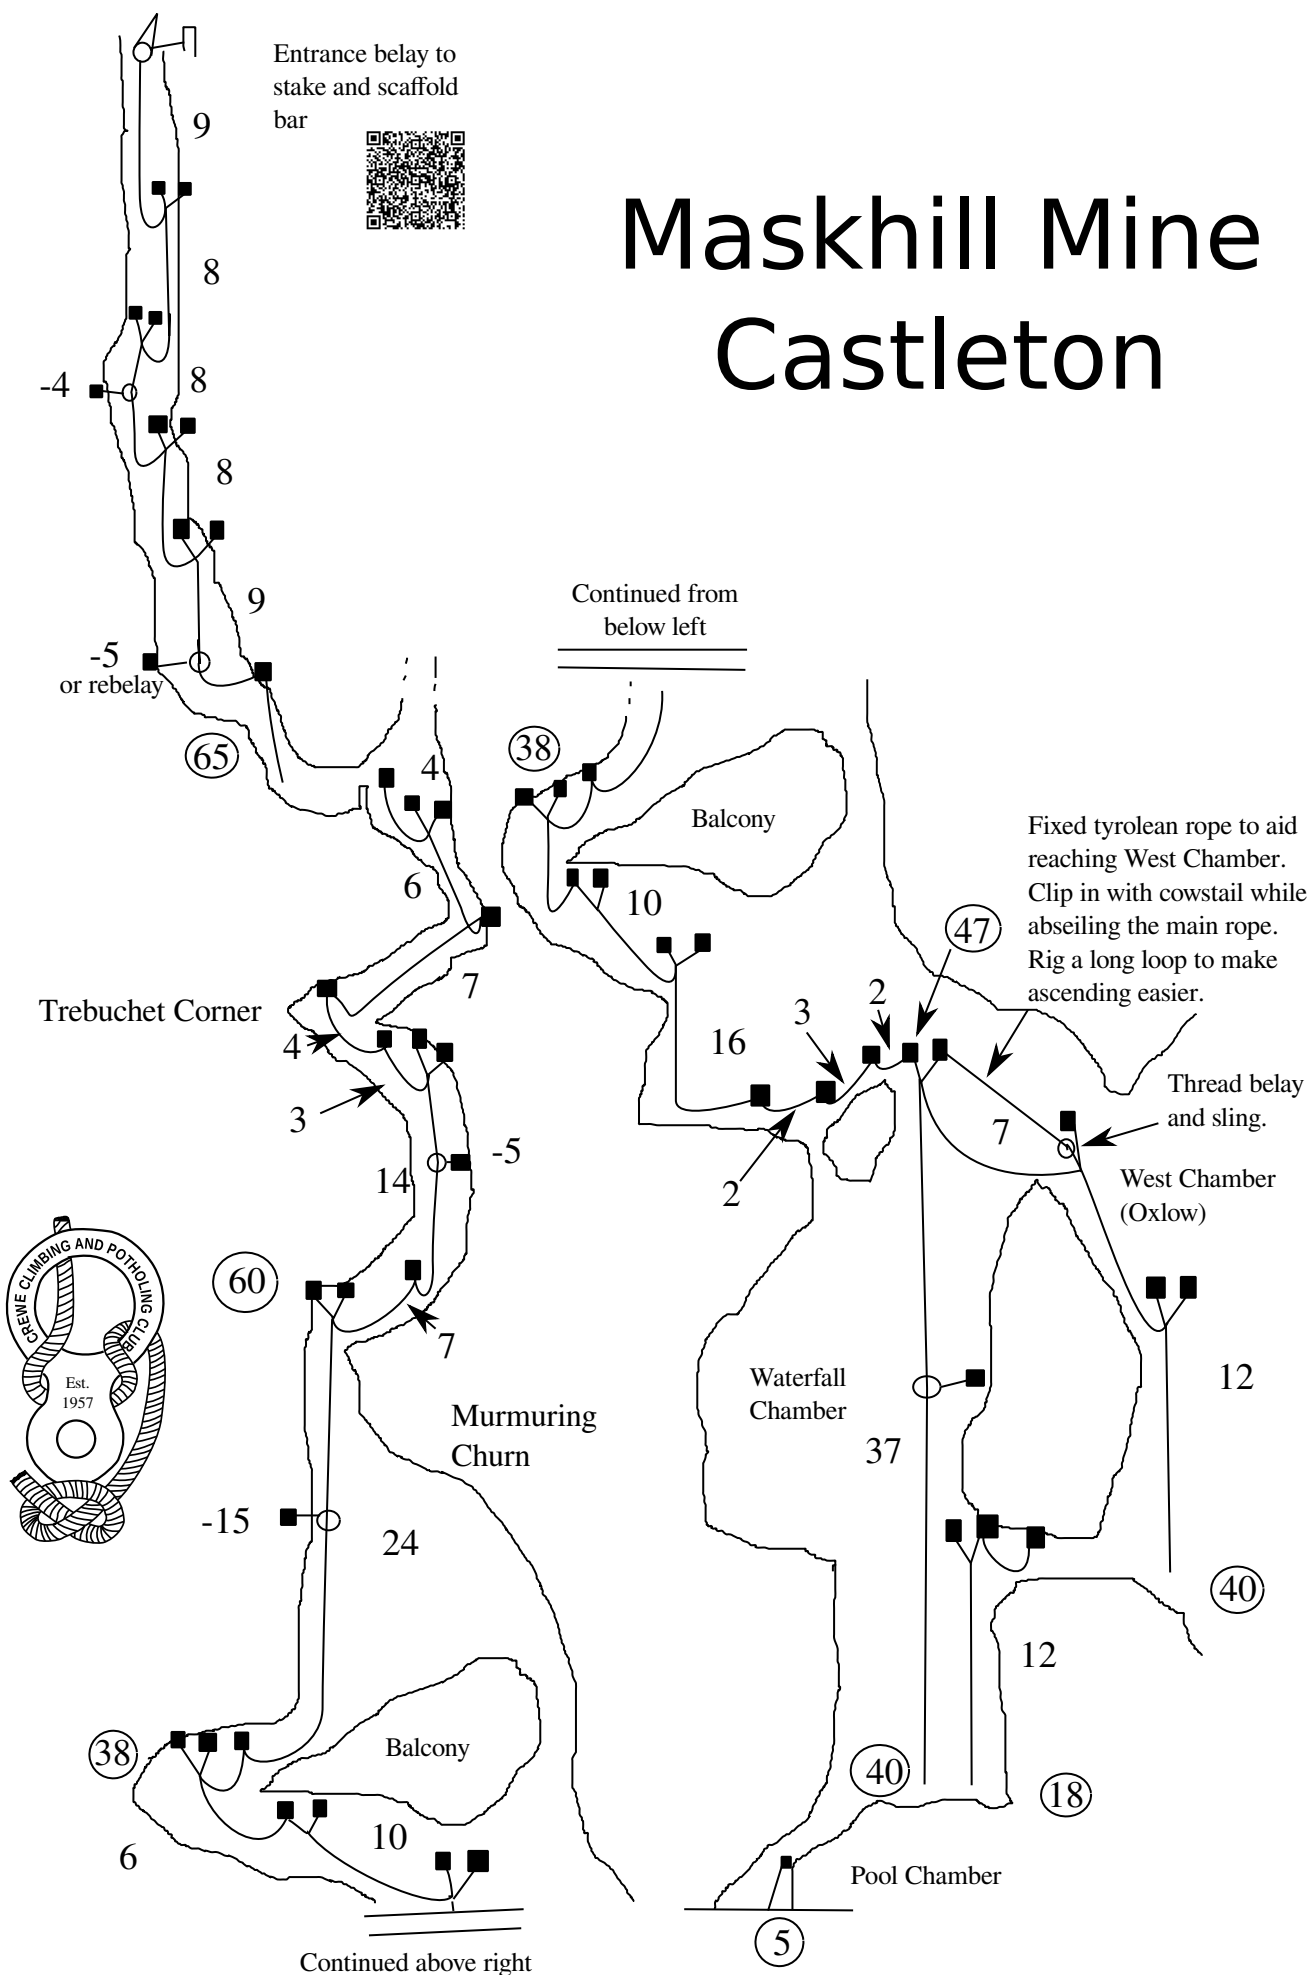 Entrance belay to
stake and scaffold
bar
Maskhill Mine
Castleton
9
8
-4
8
8
9
-5
or rebelay
65
4
6
7
Trebuchet Corner
4
3
14
-5
60
7
CREWE CLIMBING AND POTHOLING CLUB
Est.
1957
Murmuring
Churn
-15
24
38
Balcony
6
10
Continued above right
Continued from
below left
38
Balcony
10
16
2
3
2
47
Fixed tyrolean rope to aid
reaching West Chamber.
Clip in with cowstail while
abseiling the main rope.
Rig a long loop to make
ascending easier.
7
Thread belay
and sling.
West Chamber
(Oxlow)
12
40
Waterfall
Chamber
37
12
40
18
Pool Chamber
5